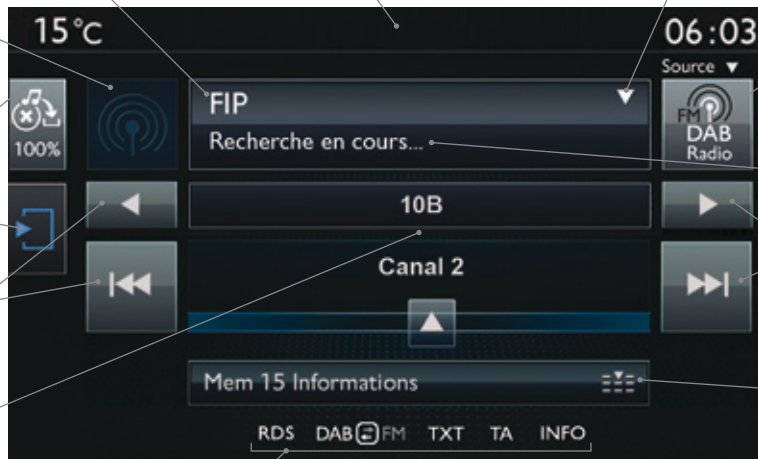 15°C
06:03
Source ▼
FIP
Recherche en cours...
100%
FM
DAB
Radio
10B
Canal 2
Mem 15 Informations
RDS DAB FM TXT TA INFO